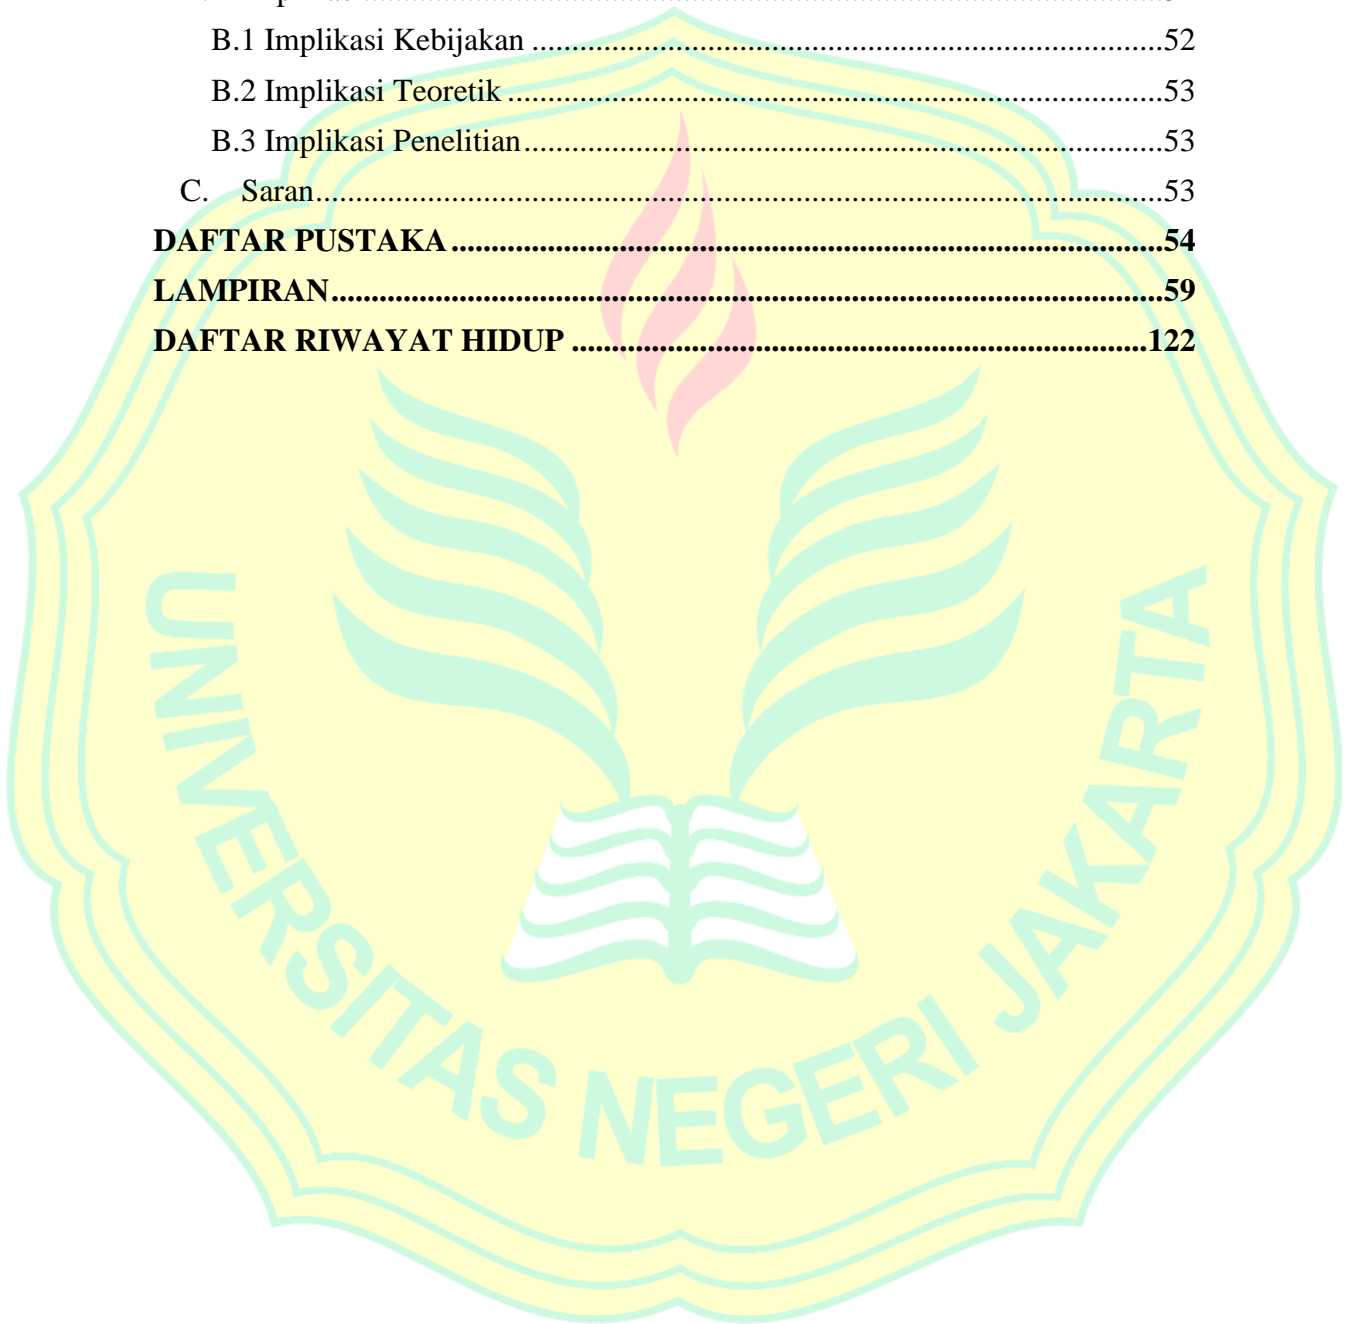 B.1 Implikasi Kebijakan ................................................................................52
B.2 Implikasi Teoretik ...................................................................................53
B.3 Implikasi Penelitian.................................................................................53
C. Saran...........................................................................................................53
DAFTAR PUSTAKA ..........................................................................................54
LAMPIRAN.........................................................................................................59
DAFTAR RIWAYAT HIDUP ........................................................................122
UNIVERSITAS NEGERI JAKARTA